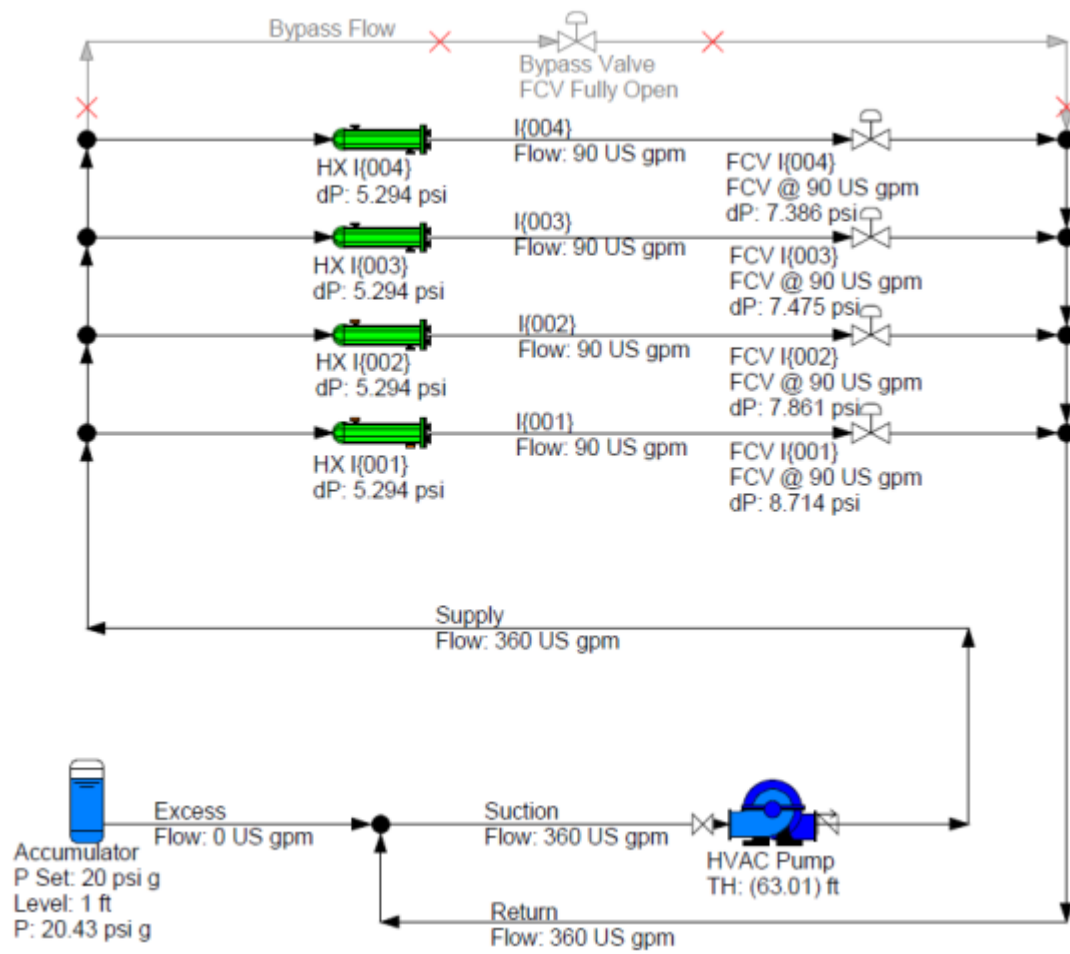 Bypass Flow
Bypass Valve
FCV Fully Open
I{004}
Flow: 90 US gpm
HX I{004}
dP: 5.294 psi
FCV I{004}
FCV @ 90 US gpm
dP: 7.386 psi
I{003}
Flow: 90 US gpm
HX I{003}
dP: 5.294 psi
FCV I{003}
FCV @ 90 US gpm
dP: 7.475 psi
I{002}
Flow: 90 US gpm
HX I{002}
dP: 5.294 psi
FCV I{002}
FCV @ 90 US gpm
dP: 7.861 psi
I{001}
Flow: 90 US gpm
HX I{001}
dP: 5.294 psi
FCV I{001}
FCV @ 90 US gpm
dP: 8.714 psi
Supply
Flow: 360 US gpm
Excess
Flow: 0 US gpm
Suction
Flow: 360 US gpm
Accumulator
P Set: 20 psi g
Level: 1 ft
P: 20.43 psi g
HVAC Pump
TH: (63.01) ft
Return
Flow: 360 US gpm